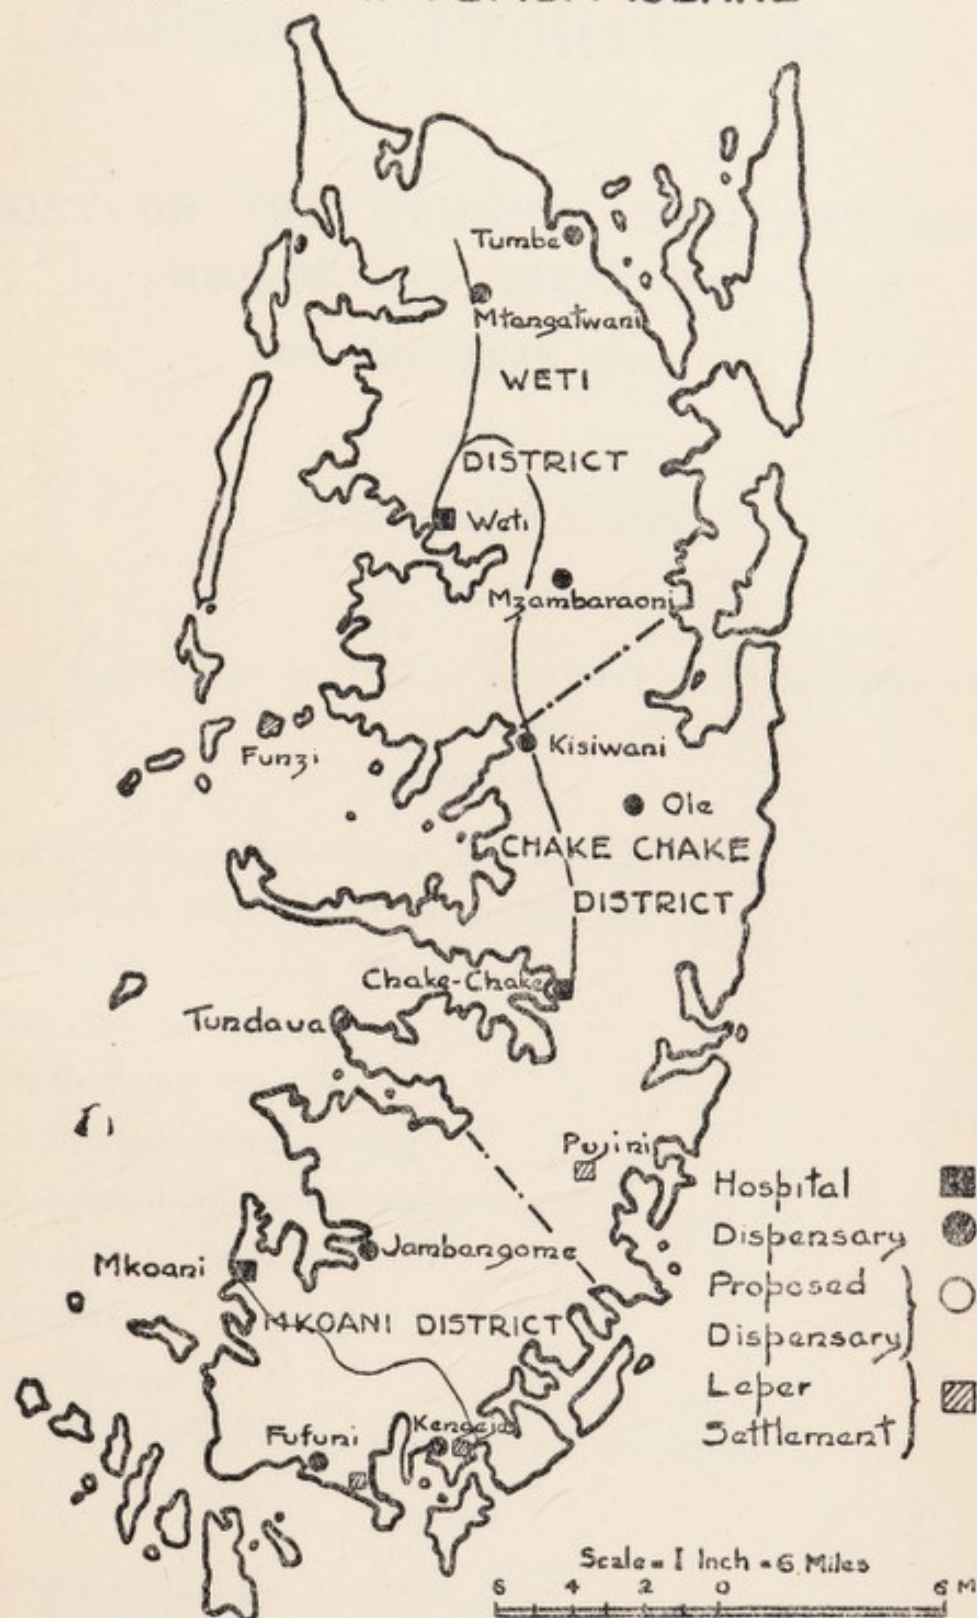 Tumbe
Mtangatwani
WETI
DISTRICT
Weti
Mzambaraoni
Funzi
Kisiwani
Ole
CHAKE CHAKE
DISTRICT
Chake-Chake
Tundaua
Pujini
Jambangome
Mkoani
MKOANI DISTRICT
Fufuni
Kengeja
Hospital
Dispensary
Proposed
Dispensary
Leper
Settlement
Scale = 1 Inch = 6 Miles
6 4 2 0 6 M